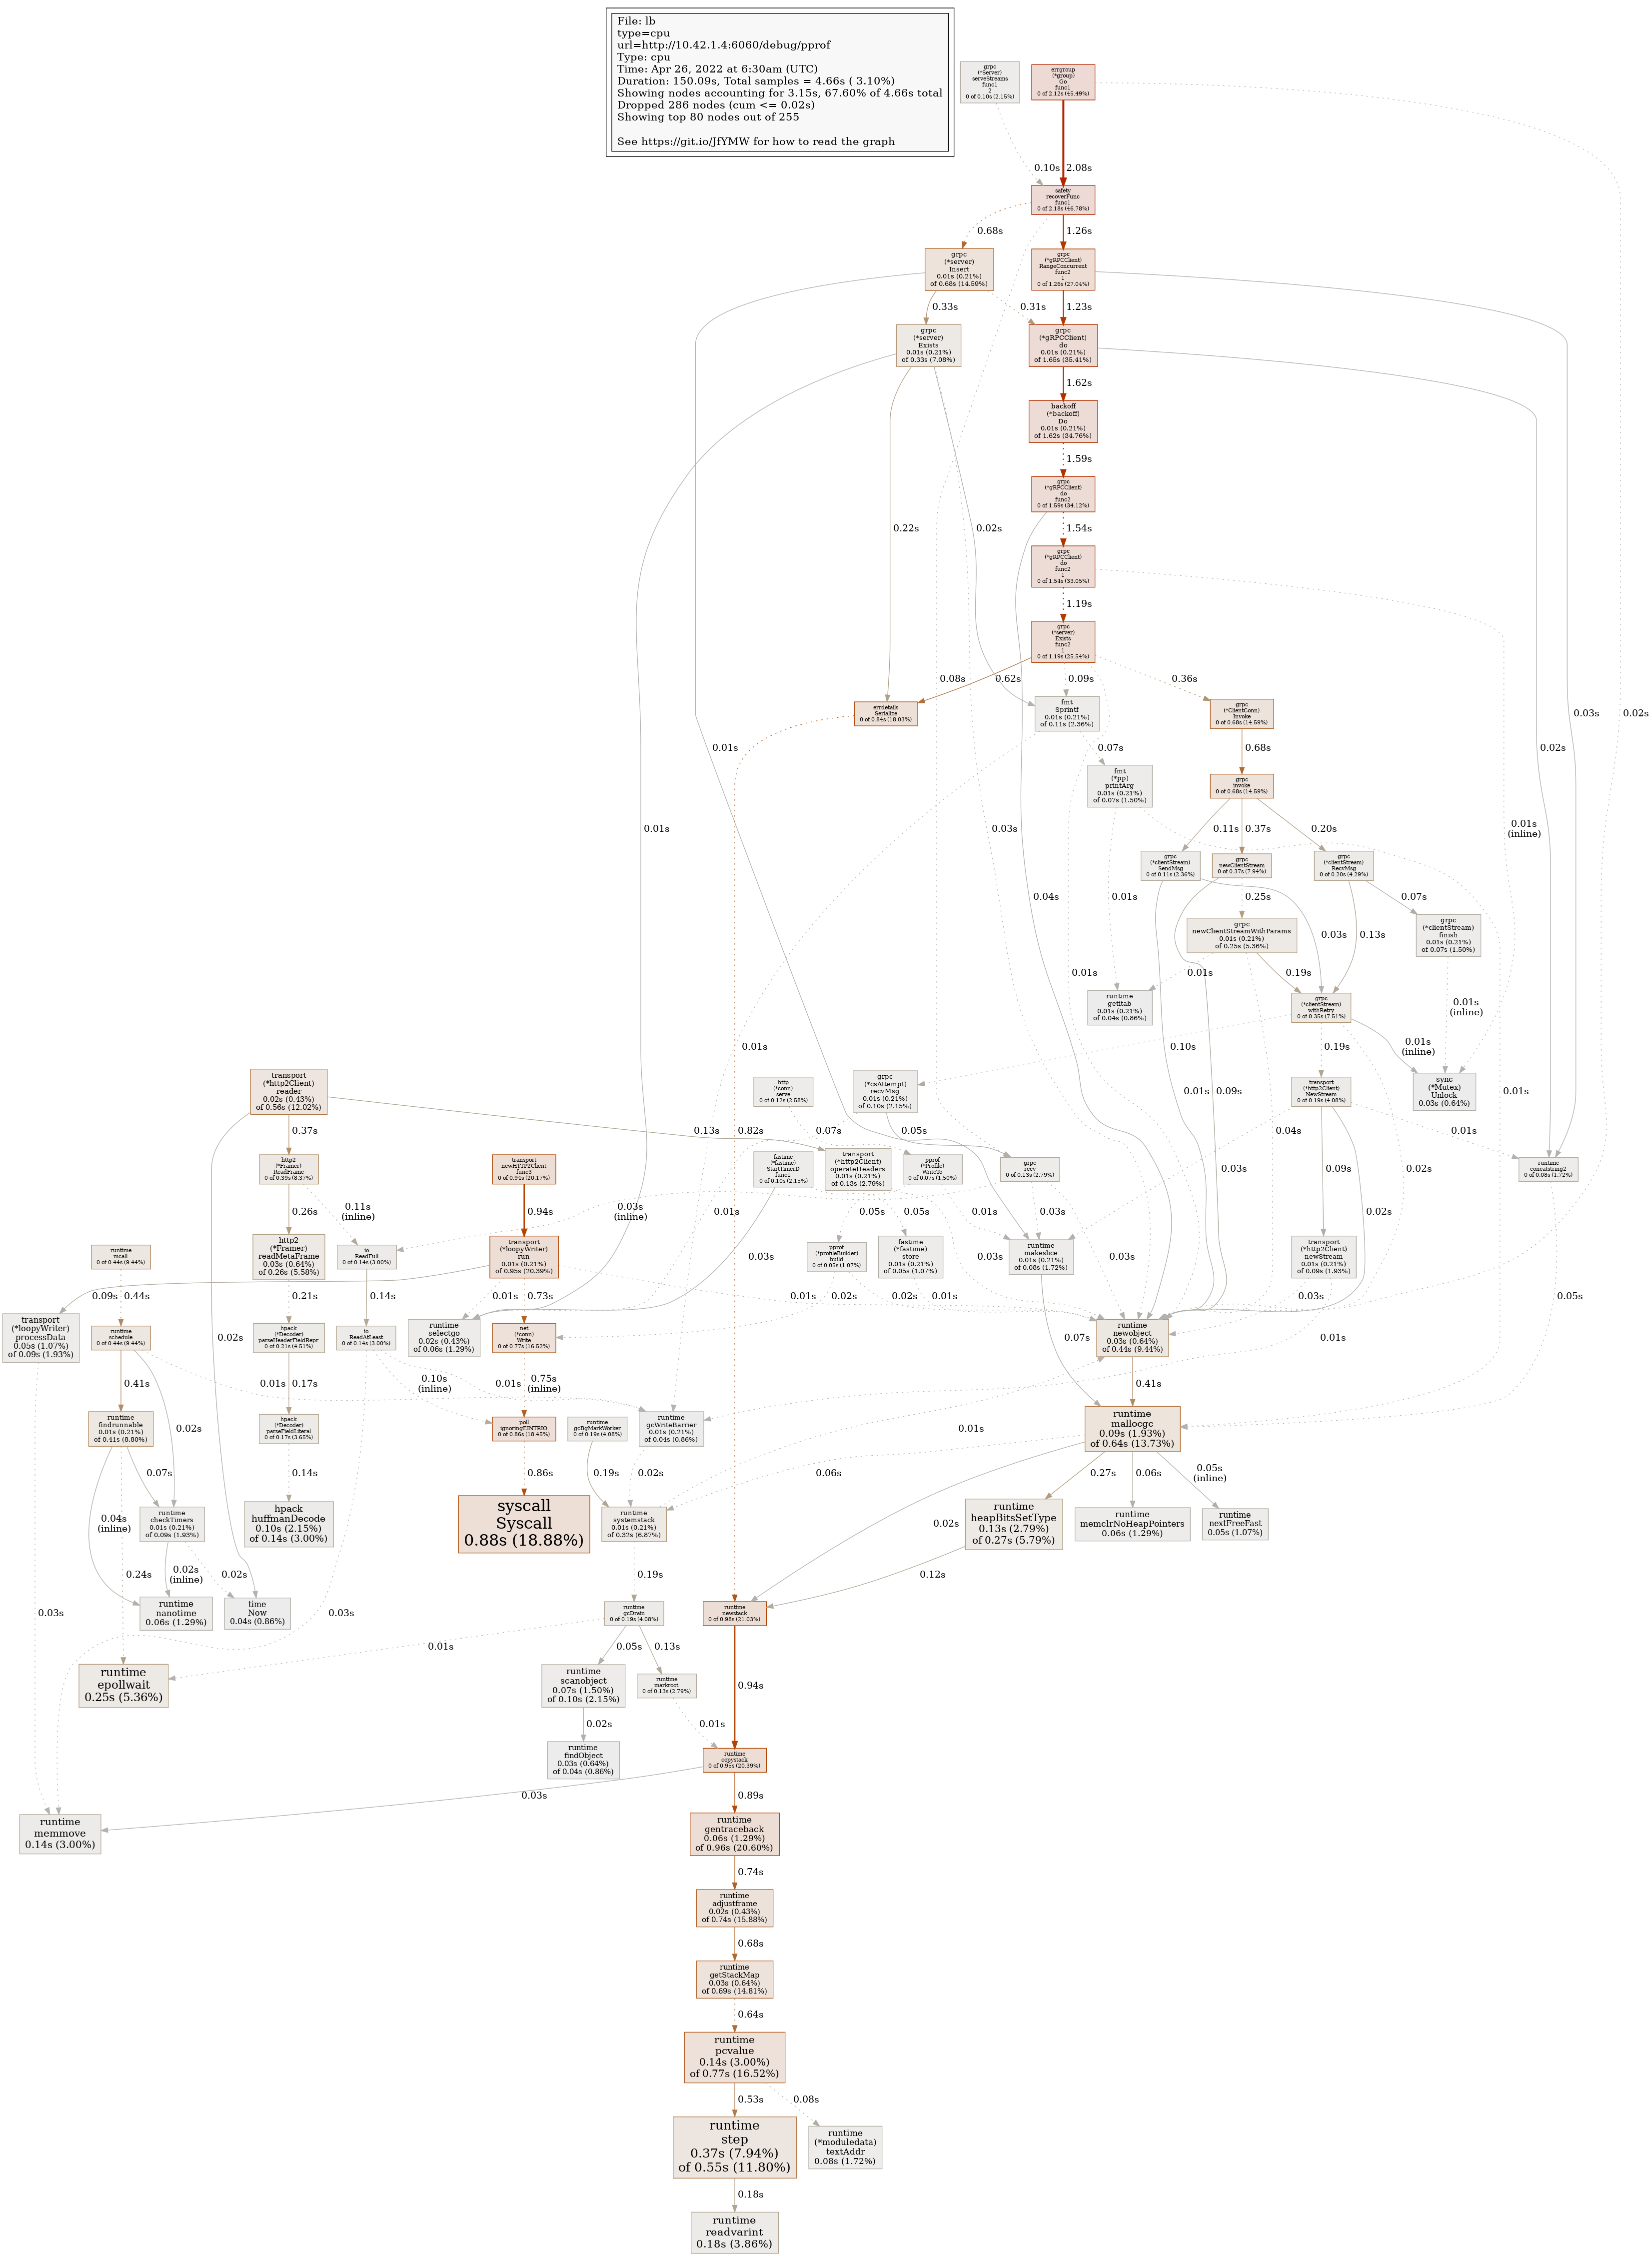 File: lb
type=cpu
url=http://10.42.1.4:6060/debug/pprof
Type: cpu
Time: Apr 26, 2022 at 6:30am (UTC)
Duration: 150.09s, Total samples = 4.66s ( 3.10%)
Showing nodes accounting for 3.15s, 67.60% of 4.66s total
Dropped 286 nodes (cum <= 0.02s)
Showing top 80 nodes out of 255
See https://git.io/JfYMW for how to read the graph
grpc
(*Server)
serveStreams
func1
2
0 of 0.10s (2.15%)
errgroup
(*group)
Go
func1
0 of 2.12s (45.49%)
0.10s
2.08s
0.02s
safety
recoverFunc
func1
0 of 2.18s (46.78%)
0.68s
1.26s
0.08s
grpc
(*server)
Insert
0.01s (0.21%)
of 0.68s (14.59%)
grpc
(*gRPCClient)
RangeConcurrent
func2
1
0 of 1.26s (27.04%)
0.33s
0.31s
1.23s
0.01s
0.03s
grpc
(*server)
Exists
0.01s (0.21%)
of 0.33s (7.08%)
grpc
(*gRPCClient)
do
0.01s (0.21%)
of 1.65s (35.41%)
1.62s
0.02s
backoff
(*backoff)
Do
0.01s (0.21%)
of 1.62s (34.76%)
1.59s
grpc
(*gRPCClient)
do
func2
0 of 1.59s (34.12%)
0.22s
0.02s
1.54s
0.01s
0.03s
0.04s
grpc
(*gRPCClient)
do
func2
1
0 of 1.54s (33.05%)
1.19s
0.01s
(inline)
grpc
(*server)
Exists
func2
1
0 of 1.19s (25.54%)
0.62s
0.09s
0.36s
0.01s
errdetails
Serialize
0 of 0.84s (18.03%)
0.82s
fmt
Sprintf
0.01s (0.21%)
of 0.11s (2.36%)
0.07s
0.01s
grpc
(*ClientConn)
Invoke
0 of 0.68s (14.59%)
0.68s
fmt
(*pp)
printArg
0.01s (0.21%)
of 0.07s (1.50%)
0.01s
0.01s
grpc
invoke
0 of 0.68s (14.59%)
0.11s
0.37s
0.20s
grpc
(*clientStream)
SendMsg
0 of 0.11s (2.36%)
0.03s
0.01s
grpc
newClientStream
0 of 0.37s (7.94%)
0.25s
0.09s
grpc
(*clientStream)
RecvMsg
0 of 0.20s (4.29%)
0.07s
0.13s
grpc
newClientStreamWithParams
0.01s (0.21%)
of 0.25s (5.36%)
0.01s
0.19s
0.04s
grpc
(*clientStream)
finish
0.01s (0.21%)
of 0.07s (1.50%)
0.01s
(inline)
runtime
getitab
0.01s (0.21%)
of 0.04s (0.86%)
grpc
(*clientStream)
withRetry
0 of 0.35s (7.51%)
0.10s
0.19s
0.01s
(inline)
0.02s
transport
(*http2Client)
reader
0.02s (0.43%)
of 0.56s (12.02%)
0.37s
0.13s
0.02s
http
(*conn)
serve
0 of 0.12s (2.58%)
0.07s
grpc
(*csAttempt)
recvMsg
0.01s (0.21%)
of 0.10s (2.15%)
0.05s
0.01s
transport
(*http2Client)
NewStream
0 of 0.19s (4.08%)
0.09s
0.01s
0.03s
0.02s
sync
(*Mutex)
Unlock
0.03s (0.64%)
http2
(*Framer)
ReadFrame
0 of 0.39s (8.37%)
0.26s
0.11s
(inline)
transport
newHTTP2Client
func3
0 of 0.94s (20.17%)
0.94s
fastime
(*fastime)
StartTimerD
func1
0 of 0.10s (2.15%)
0.03s
0.05s
transport
(*http2Client)
operateHeaders
0.01s (0.21%)
of 0.13s (2.79%)
0.03s
pprof
(*Profile)
WriteTo
0 of 0.07s (1.50%)
0.05s
0.01s
grpc
recv
0 of 0.13s (2.79%)
0.03s
0.03s
0.03s
(inline)
runtime
concatstring2
0 of 0.08s (1.72%)
0.05s
runtime
mcall
0 of 0.44s (9.44%)
0.44s
http2
(*Framer)
readMetaFrame
0.03s (0.64%)
of 0.26s (5.58%)
0.21s
io
ReadFull
0 of 0.14s (3.00%)
0.14s
transport
(*loopyWriter)
run
0.01s (0.21%)
of 0.95s (20.39%)
0.09s
0.01s
0.73s
0.01s
pprof
(*profileBuilder)
build
0 of 0.05s (1.07%)
0.02s
0.02s
fastime
(*fastime)
store
0.01s (0.21%)
of 0.05s (1.07%)
0.01s
runtime
makeslice
0.01s (0.21%)
of 0.08s (1.72%)
0.07s
transport
(*http2Client)
newStream
0.01s (0.21%)
of 0.09s (1.93%)
0.03s
0.01s
transport
(*loopyWriter)
processData
0.05s (1.07%)
of 0.09s (1.93%)
0.03s
runtime
schedule
0 of 0.44s (9.44%)
0.41s
0.02s
0.01s
hpack
(*Decoder)
parseHeaderFieldRepr
0 of 0.21s (4.51%)
0.17s
io
ReadAtLeast
0 of 0.14s (3.00%)
0.10s
(inline)
0.01s
0.03s
runtime
selectgo
0.02s (0.43%)
of 0.06s (1.29%)
net
(*conn)
Write
0 of 0.77s (16.52%)
0.75s
(inline)
runtime
newobject
0.03s (0.64%)
of 0.44s (9.44%)
0.41s
runtime
findrunnable
0.01s (0.21%)
of 0.41s (8.80%)
0.07s
0.04s
(inline)
0.24s
hpack
(*Decoder)
parseFieldLiteral
0 of 0.17s (3.65%)
0.14s
poll
ignoringEINTRIO
0 of 0.86s (18.45%)
0.86s
runtime
gcBgMarkWorker
0 of 0.19s (4.08%)
0.19s
runtime
gcWriteBarrier
0.01s (0.21%)
of 0.04s (0.86%)
0.02s
runtime
mallocgc
0.09s (1.93%)
of 0.64s (13.73%)
0.06s
0.27s
0.06s
0.05s
(inline)
0.02s
0.01s
runtime
checkTimers
0.01s (0.21%)
of 0.09s (1.93%)
0.02s
(inline)
0.02s
hpack
huffmanDecode
0.10s (2.15%)
of 0.14s (3.00%)
syscall
Syscall
0.88s (18.88%)
runtime
systemstack
0.01s (0.21%)
of 0.32s (6.87%)
0.19s
runtime
heapBitsSetType
0.13s (2.79%)
of 0.27s (5.79%)
0.12s
runtime
memclrNoHeapPointers
0.06s (1.29%)
runtime
nextFreeFast
0.05s (1.07%)
runtime
nanotime
0.06s (1.29%)
time
Now
0.04s (0.86%)
runtime
gcDrain
0 of 0.19s (4.08%)
0.01s
0.05s
0.13s
runtime
newstack
0 of 0.98s (21.03%)
0.94s
runtime
epollwait
0.25s (5.36%)
runtime
scanobject
0.07s (1.50%)
of 0.10s (2.15%)
0.02s
runtime
markroot
0 of 0.13s (2.79%)
0.01s
runtime
findObject
0.03s (0.64%)
of 0.04s (0.86%)
runtime
copystack
0 of 0.95s (20.39%)
0.03s
0.89s
runtime
memmove
0.14s (3.00%)
runtime
gentraceback
0.06s (1.29%)
of 0.96s (20.60%)
0.74s
runtime
adjustframe
0.02s (0.43%)
of 0.74s (15.88%)
0.68s
runtime
getStackMap
0.03s (0.64%)
of 0.69s (14.81%)
0.64s
runtime
pcvalue
0.14s (3.00%)
of 0.77s (16.52%)
0.53s
0.08s
runtime
step
0.37s (7.94%)
of 0.55s (11.80%)
0.18s
runtime
(*moduledata)
textAddr
0.08s (1.72%)
runtime
readvarint
0.18s (3.86%)